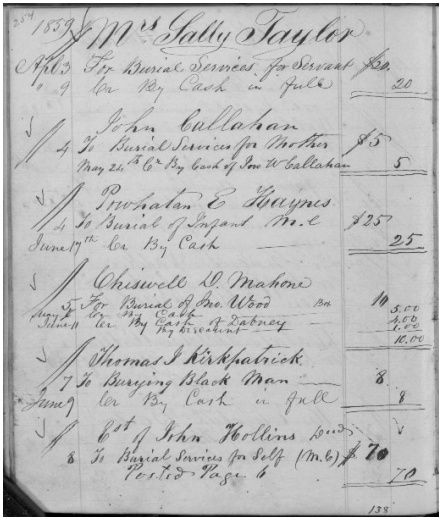 254
1859 Mrs Sally Taylor
Apl 3 For Burial Services for Servant $20.
" 9 Cr By Cash in full 20
John Callahan
4 To Burial Services for Mother $5
May 24th Cr By Cash of Jno W Callahan 5
Powhatan E Haynes
4 To Burial of Infant M.C $25
June 17th Cr By Cash 25
Chiswell D. Mahone
5 For Burial of Jno. Wood 10
Cr By Cash 5.00
June 11 Cr By Cash of Dabney 4.00
By Discount 1.00
10.00
Thomas J Kirkpatrick
7 To Burying Black Man 8
June 9 Cr By Cash in full 8
Est of John Hollins Decd
8 To Burial Services for Self (M.C) $70
Posted Page 6 70
138